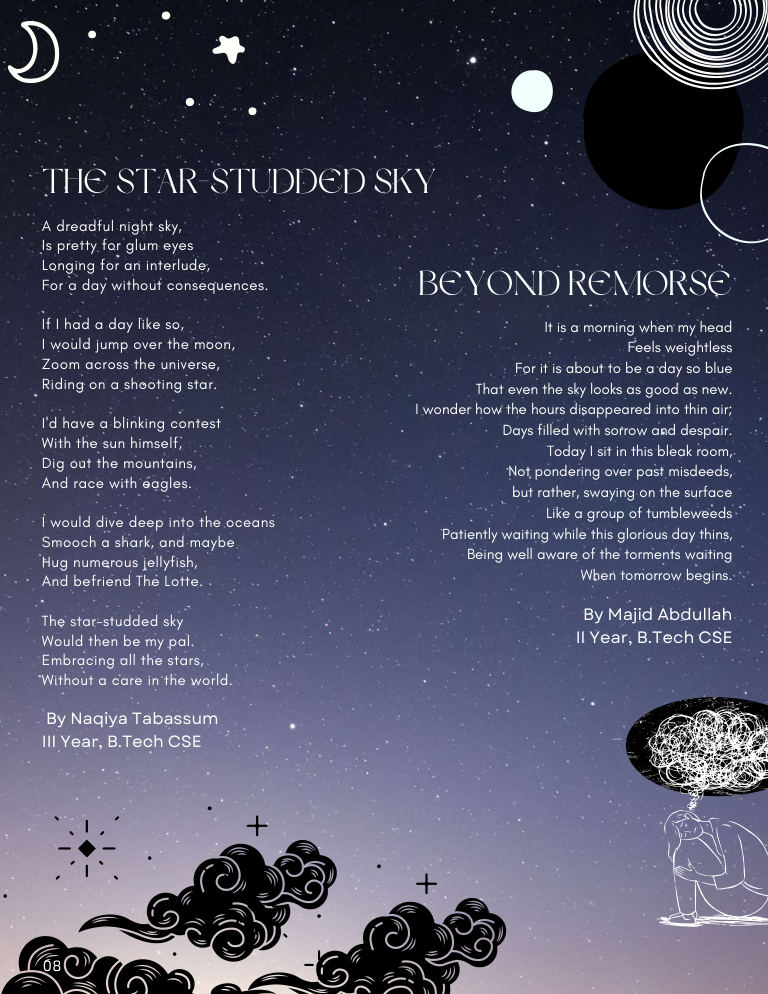 THE STAR-STUDDED SKY
A dreadful night sky,
Is pretty for glum eyes
Longing for an interlude,
For a day without consequences.
If I had a day like so,
I would jump over the moon,
Zoom across the universe,
Riding on a shooting star.
I'd have a blinking contest
With the sun himself,
Dig out the mountains,
And race with eagles.
I would dive deep into the oceans
Smooch a shark, and maybe
Hug numerous jellyfish,
And befriend The Lotte.
The star-studded sky
Would then be my pal.
Embracing all the stars,
Without a care in the world.
By Naqiya Tabassum
III Year, B.Tech CSE
BEYOND REMORSE
It is a morning when my head
Feels weightless
For it is about to be a day so blue
That even the sky looks as good as new.
I wonder how the hours disappeared into thin air;
Days filled with sorrow and despair.
Today I sit in this bleak room,
Not pondering over past misdeeds,
but rather, swaying on the surface
Like a group of tumbleweeds
Patiently waiting while this glorious day thins,
Being well aware of the torments waiting
When tomorrow begins.
By Majid Abdullah
II Year, B.Tech CSE
08